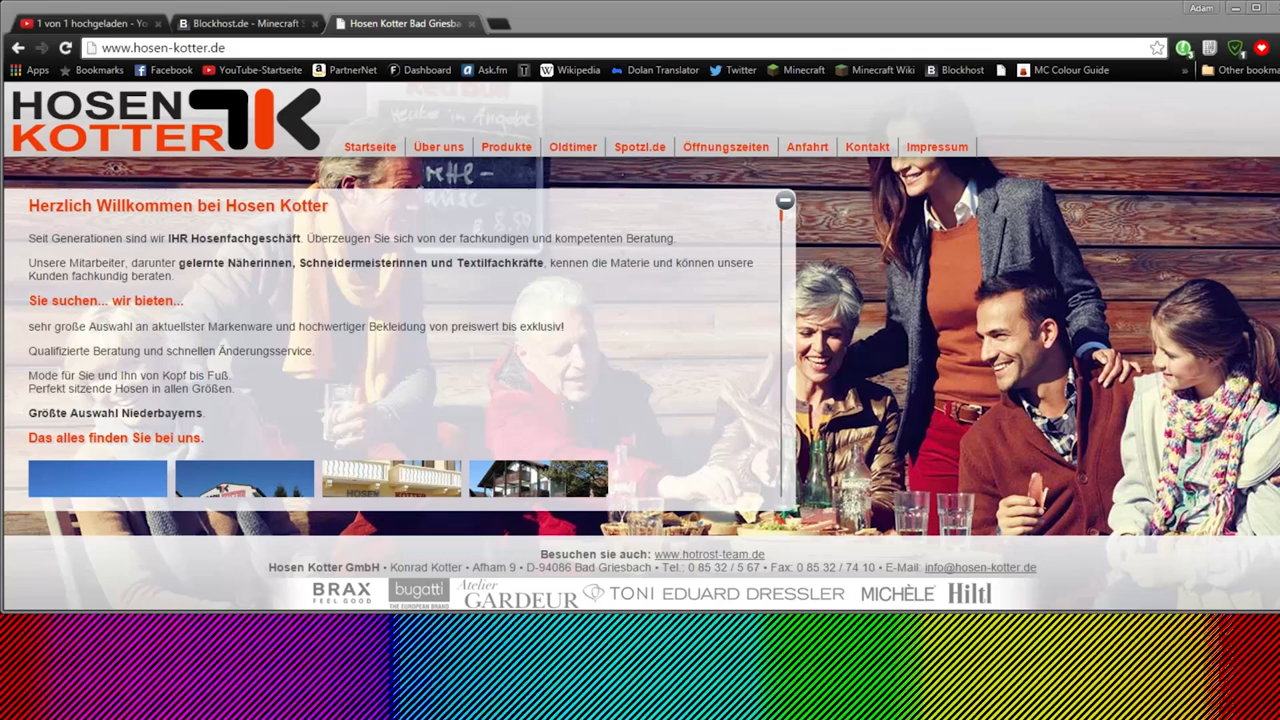 Adam
1 von 1 hochgeladen - Yo
Blockhost.de - Minecraft S
Hosen Kotter Bad Griesba
www.hosen-kotter.de
Apps Bookmarks Facebook YouTube-Startseite PartnerNet Dashboard Ask.fm Wikipedia Dolan Translator Twitter Minecraft Minecraft Wiki Blockhost MC Colour Guide » Other bookma
HOSEN
KOTTER
Heute im Angebot
Startseite Über uns Produkte Oldtimer Spotzl.de Öffnungszeiten Anfahrt Kontakt Impressum
Herzlich Willkommen bei Hosen Kotter
Seit Generationen sind wir IHR Hosenfachgeschäft. Überzeugen Sie sich von der fachkundigen und kompetenten Beratung.
Unsere Mitarbeiter, darunter gelernte Näherinnen, Schneidermeisterinnen und Textilfachkräfte, kennen die Materie und können unsere
Kunden fachkundig beraten.
Sie suchen... wir bieten...
sehr große Auswahl an aktuellster Markenware und hochwertiger Bekleidung von preiswert bis exklusiv!
Qualifizierte Beratung und schnellen Änderungsservice.
Mode für Sie und Ihn von Kopf bis Fuß.
Perfekt sitzende Hosen in allen Größen.
Größte Auswahl Niederbayerns.
Das alles finden Sie bei uns.
HOSEN KOTTER
Besuchen sie auch: www.hotrost-team.de
Hosen Kotter GmbH • Konrad Kotter • Afham 9 • D-94086 Bad Griesbach • Tel.: 0 85 32 / 5 67 • Fax: 0 85 32 / 74 10 • E-Mail: info@hosen-kotter.de
BRAX
FEEL GOOD
bugatti
THE EUROPEAN BRAND
Atelier
GARDEUR
TONI EDUARD DRESSLER
MICHÈLE
Hiltl